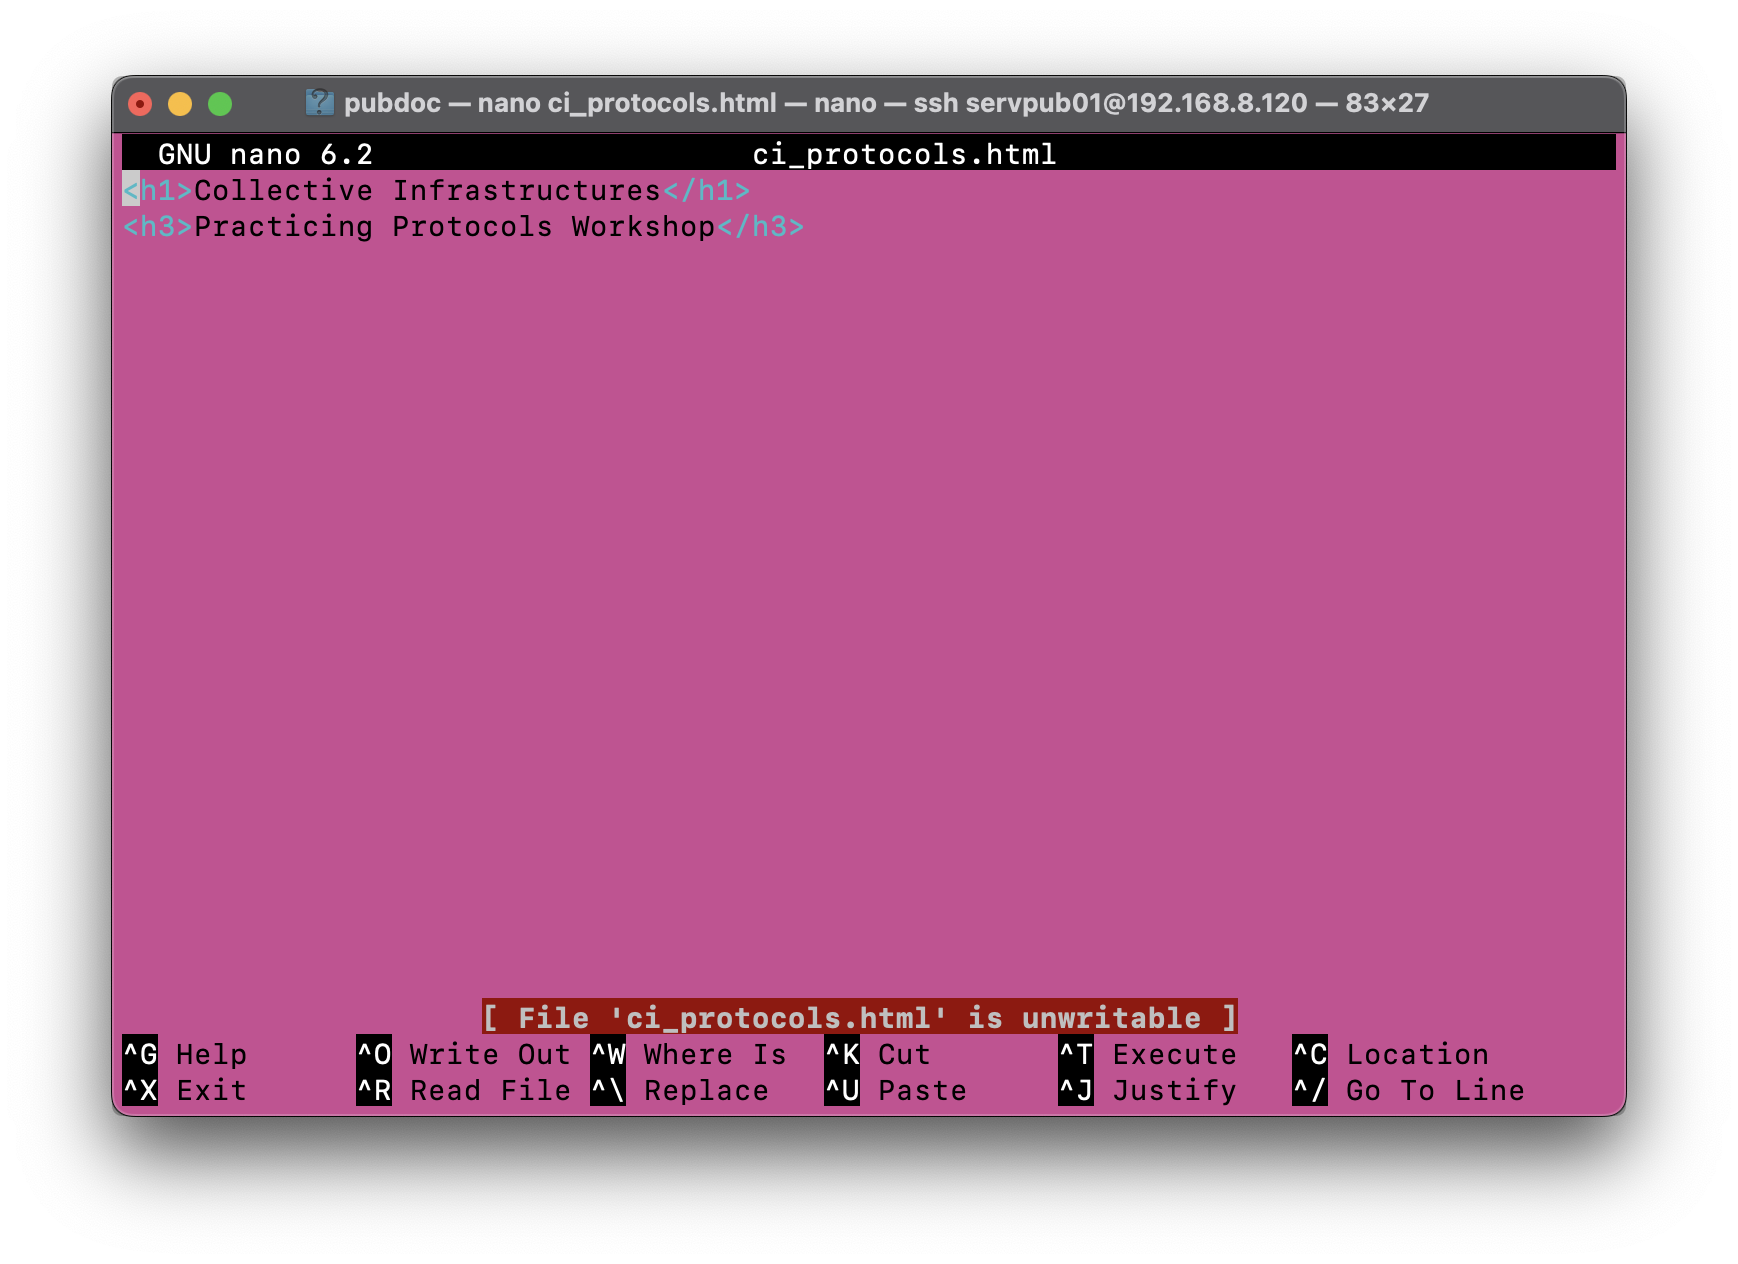 pubdoc — nano ci_protocols.html — nano — ssh servpub01@192.168.8.120 — 83×27
GNU nano 6.2 ci_protocols.html
<h1>Collective Infrastructures</h1>
<h3>Practicing Protocols Workshop</h3>
[ File 'ci_protocols.html' is unwritable ]
^G Help ^O Write Out ^W Where Is ^K Cut ^T Execute ^C Location
^X Exit ^R Read File ^\ Replace ^U Paste ^J Justify ^/ Go To Line